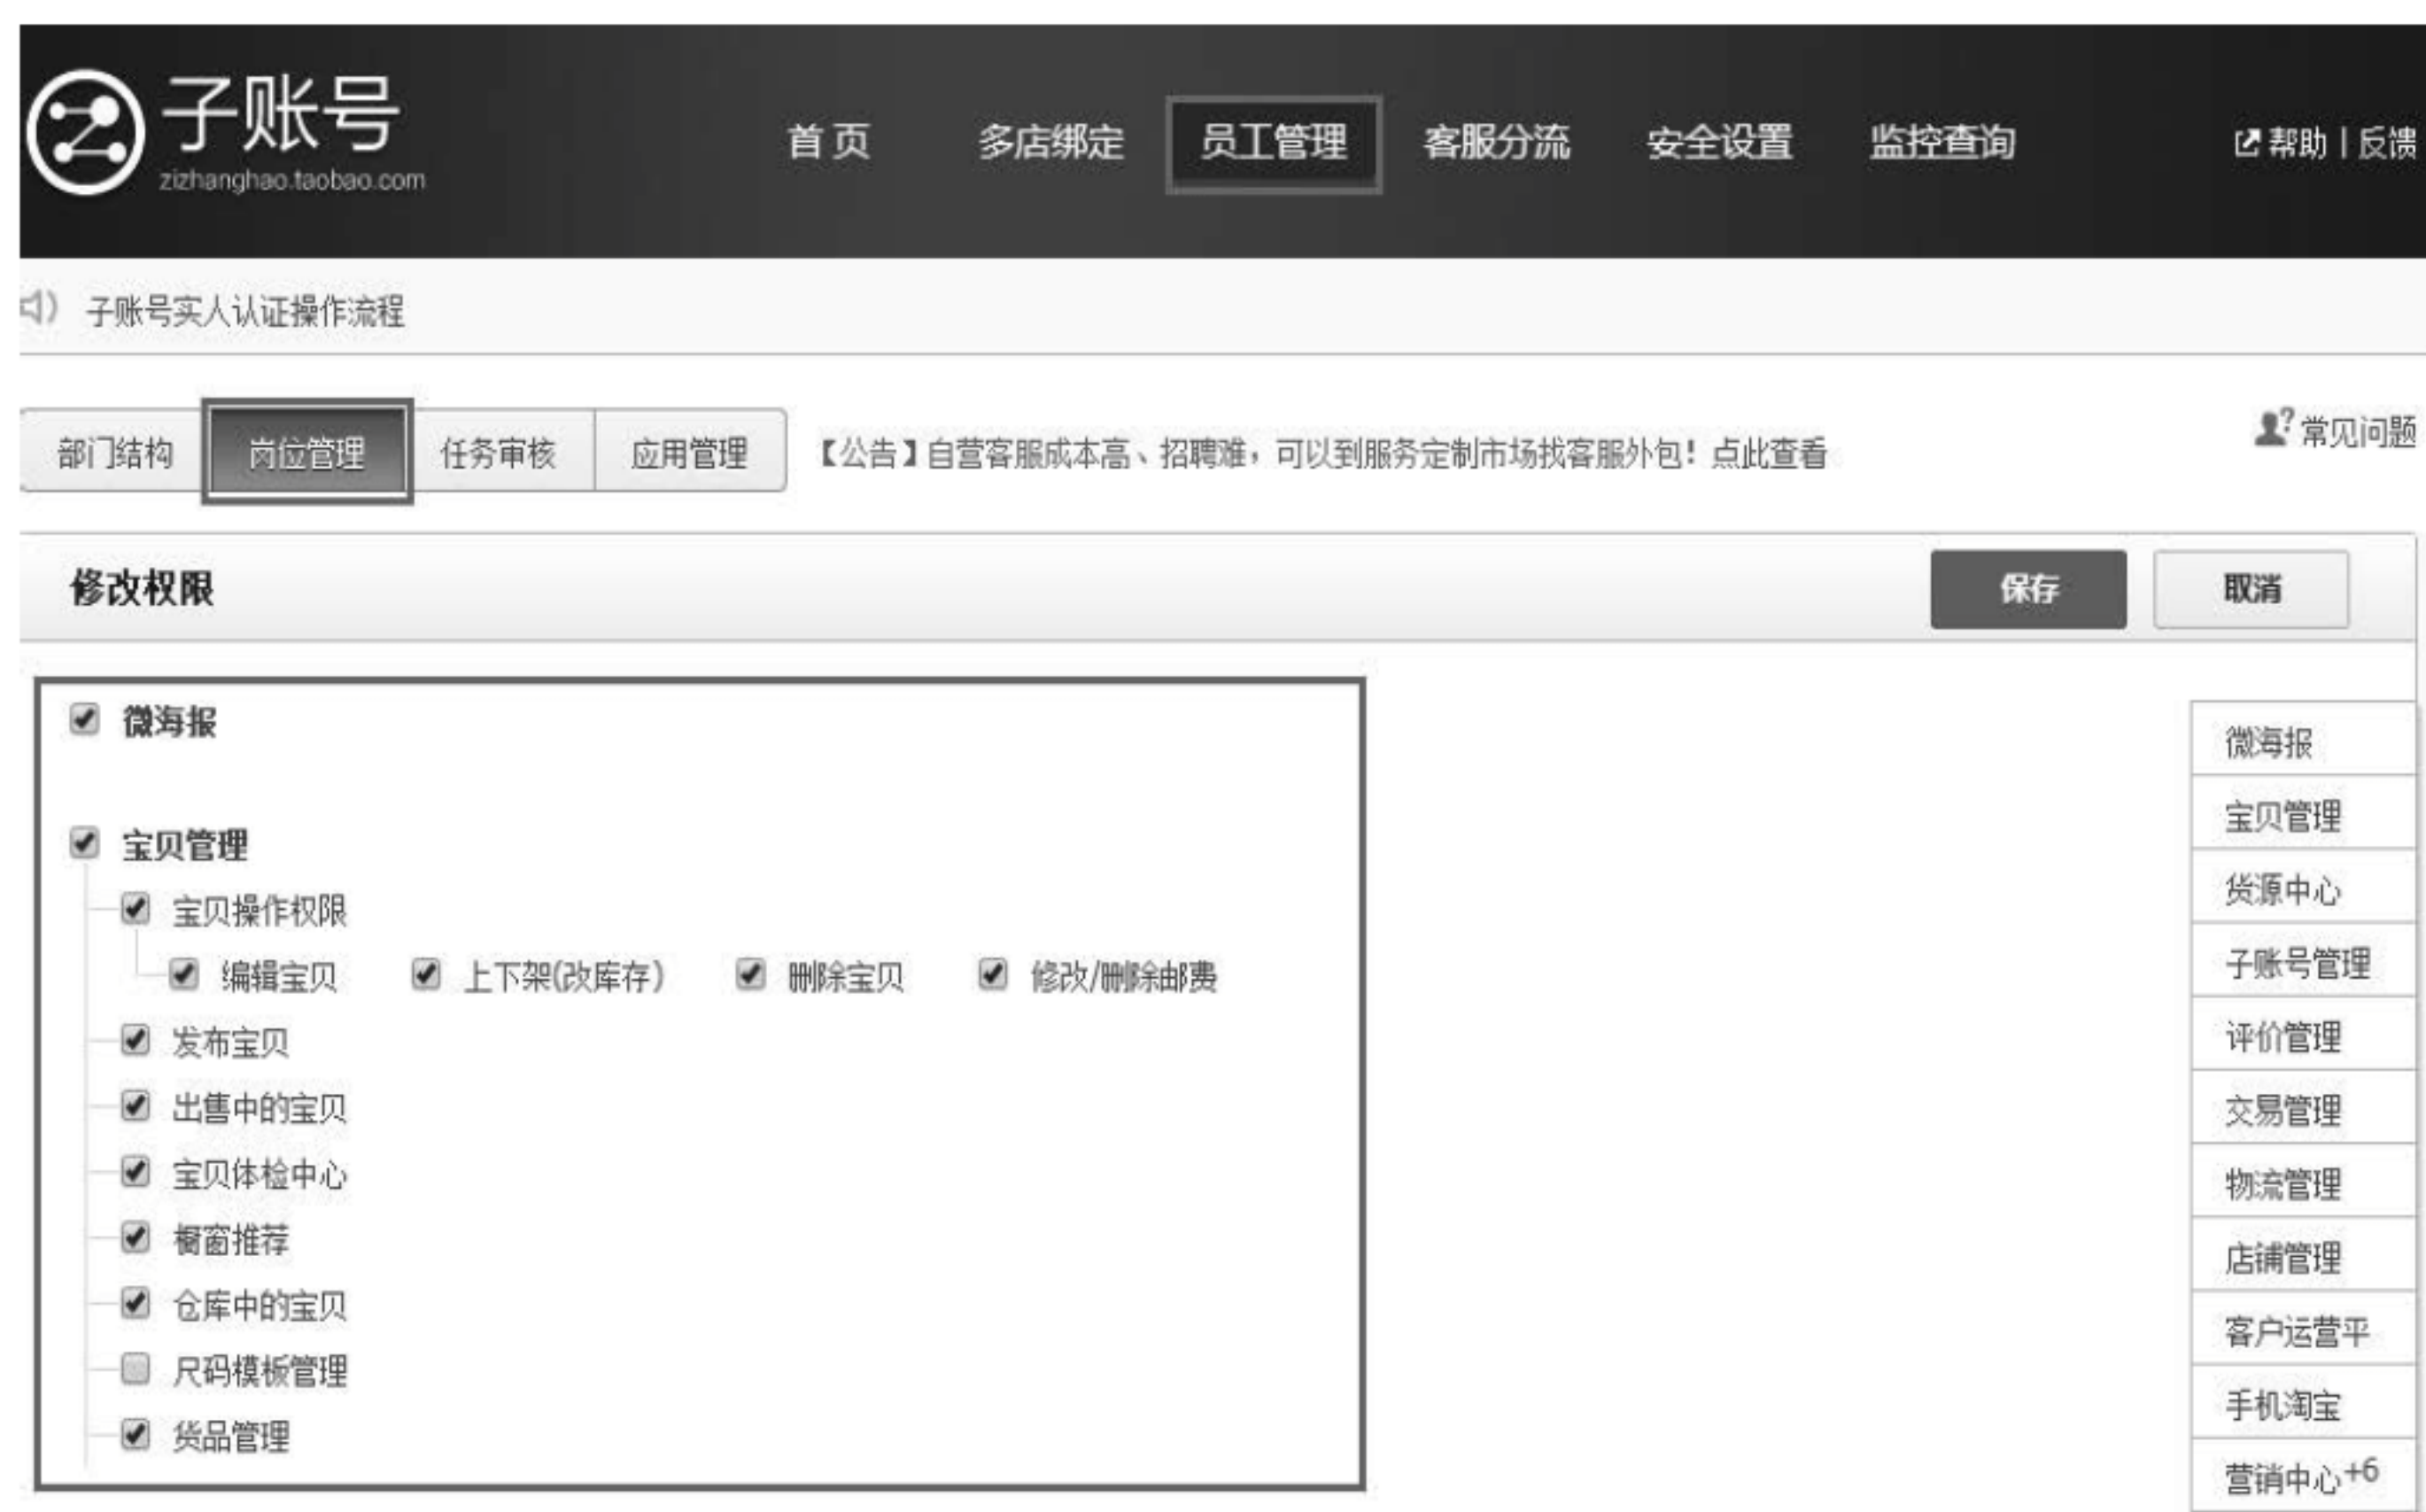 子账号
zizhanghao.taobao.com
首页 多店绑定 员工管理 客服分流 安全设置 监控查询 帮助 | 反馈
子账号实人认证操作流程
部门结构 岗位管理 任务审核 应用管理 【公告】自营客服成本高、招聘难，可以到服务定制市场找客服外包！点此查看 常见问题
修改权限 保存 取消
微海报
宝贝管理
宝贝操作权限
编辑宝贝 上下架(改库存) 删除宝贝 修改/删除邮费
发布宝贝
出售中的宝贝
宝贝体检中心
橱窗推荐
仓库中的宝贝
尺码模板管理
货品管理
微海报
宝贝管理
货源中心
子账号管理
评价管理
交易管理
物流管理
店铺管理
客户运营平
手机淘宝
营销中心+6